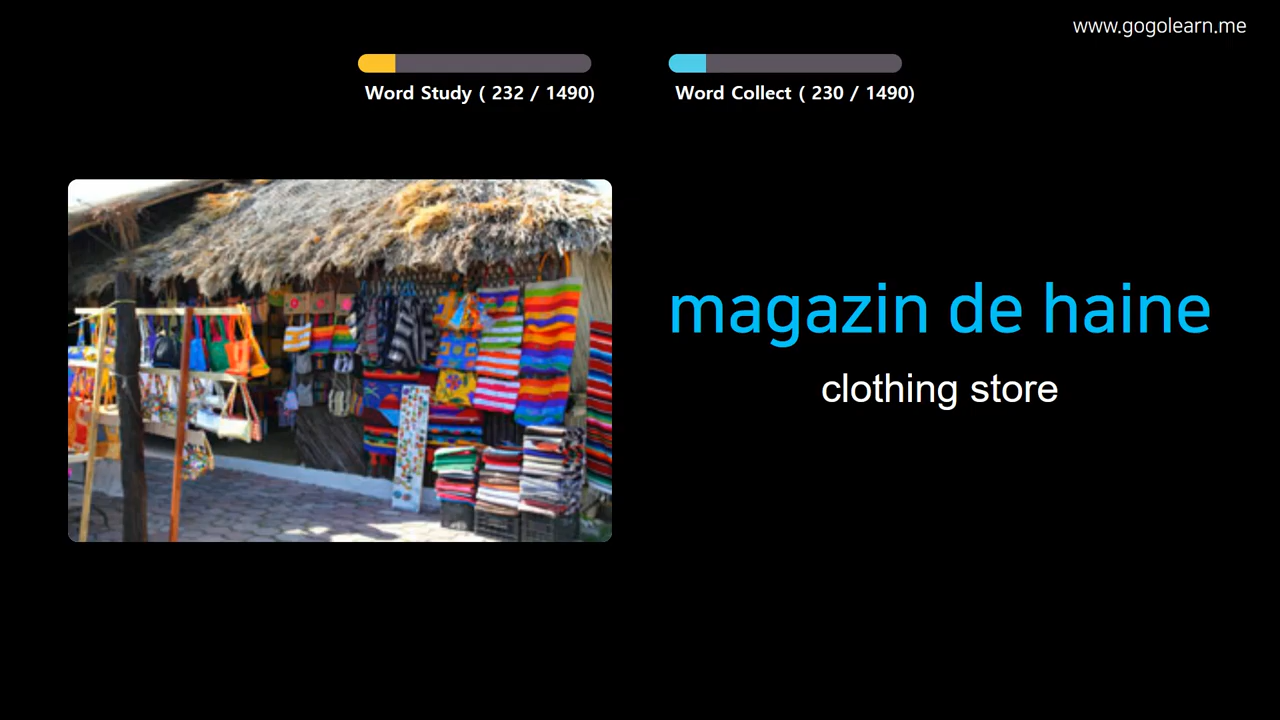 www.gogolearn.me
Word Study ( 232 / 1490)
Word Collect ( 230 / 1490)
magazin de haine
clothing store